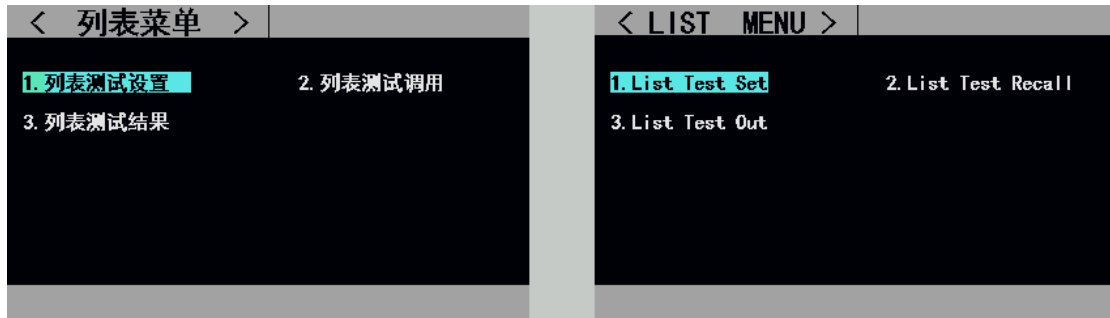 < 列表菜单 >
1. 列表测试设置 2. 列表测试调用
3. 列表测试结果
< LIST MENU >
1. List Test Set 2. List Test Recall
3. List Test Out